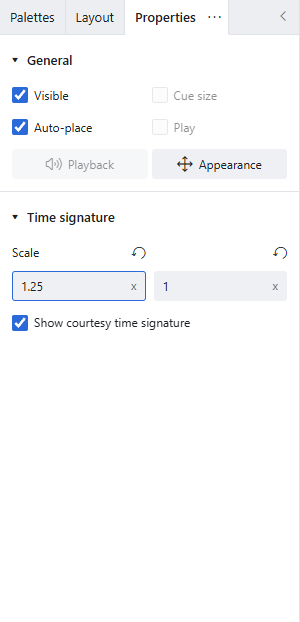 Palettes Layout Properties ···
General
Visible Cue size
Auto-place Play
Playback Appearance
Time signature
Scale
1.25 x 1 x
Show courtesy time signature